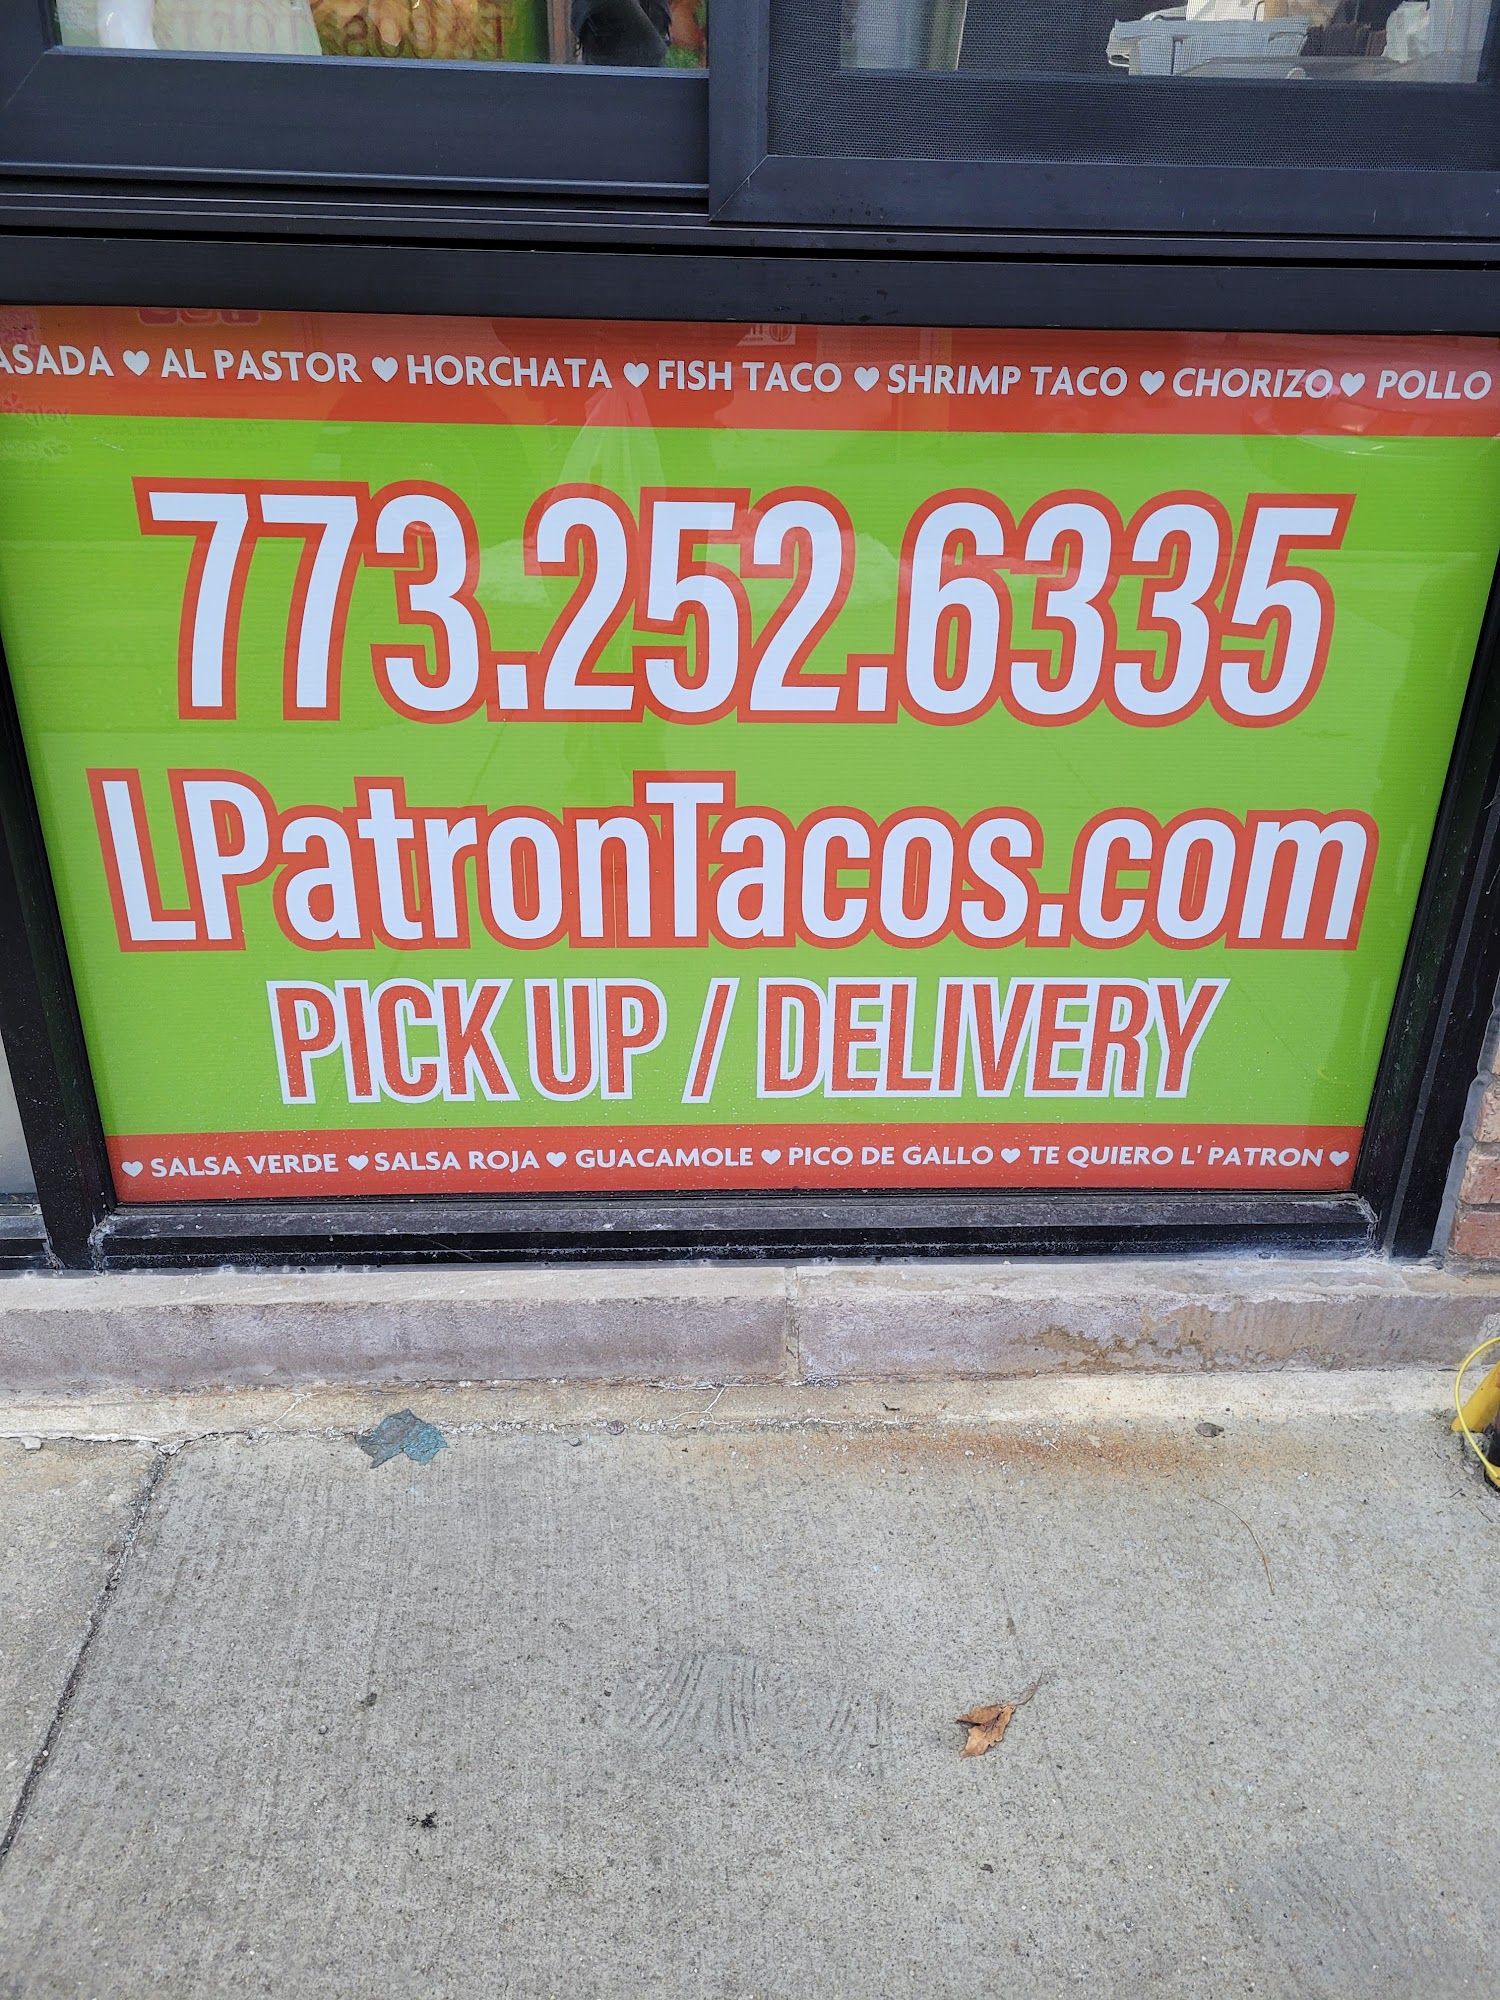 ASADA ♥ AL PASTOR ♥ HORCHATA ♥ FISH TACO ♥ SHRIMP TACO ♥ CHORIZO ♥ POLLO
773.252.6335
LPatronTacos.com
PICK UP / DELIVERY
♥ SALSA VERDE ♥ SALSA ROJA ♥ GUACAMOLE ♥ PICO DE GALLO ♥ TE QUIERO L' PATRON ♥